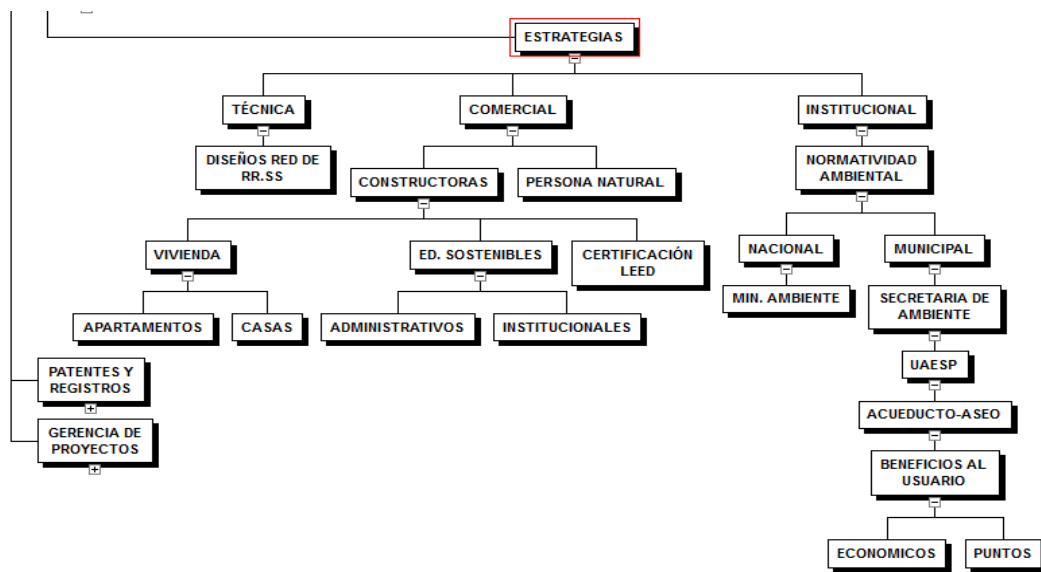 ESTRATEGIAS
TÉCNICA
COMERCIAL
INSTITUCIONAL
DISEÑOS RED DE
RR.SS
CONSTRUCTORAS
PERSONA NATURAL
NORMATIVIDAD
AMBIENTAL
VIVIENDA
ED. SOSTENIBLES
CERTIFICACIÓN
LEED
NACIONAL
MUNICIPAL
APARTAMENTOS
CASAS
ADMINISTRATIVOS
INSTITUCIONALES
MIN. AMBIENTE
SECRETARIA DE
AMBIENTE
PATENTES Y
REGISTROS
UAESP
GERENCIA DE
PROYECTOS
ACUEDUCTO-ASEO
BENEFICIOS AL
USUARIO
ECONOMICOS
PUNTOS